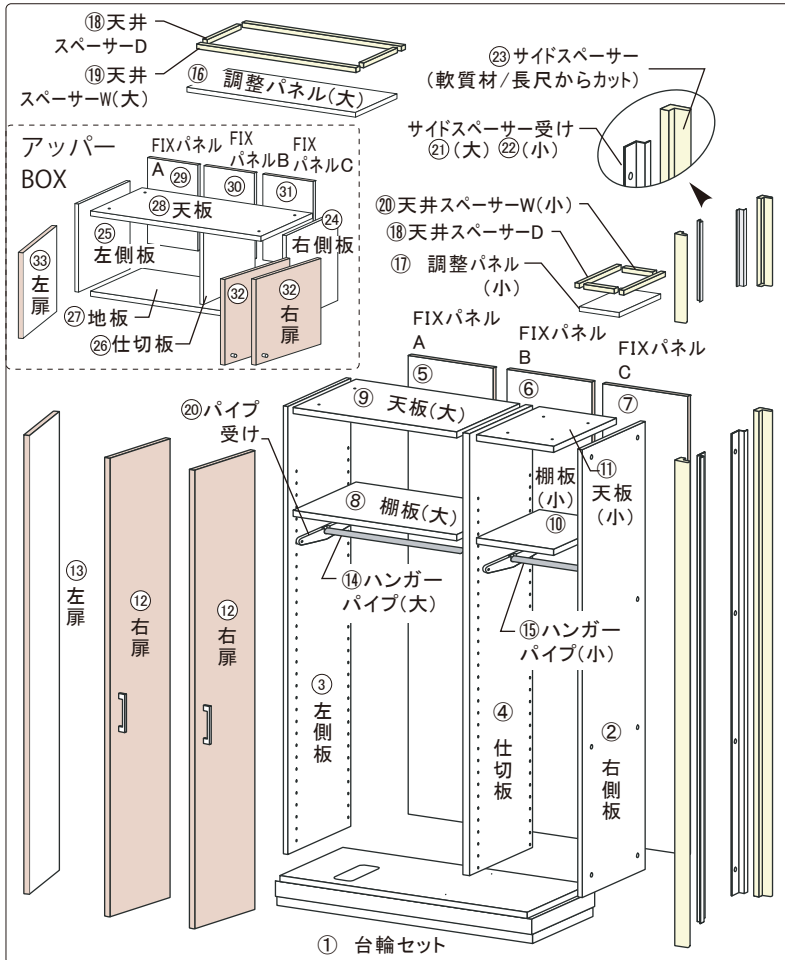 ⑱天井
スペーサーD
⑲天井
スペーサーW(大)
⑯
調整パネル(大)
㉓サイドスペーサー
(軟質材/長尺からカット)
サイドスペーサー受け
㉑(大) ㉒(小)
アッパー
BOX
FIXパネル
A
㉙
FIX
パネルB
㉚
FIX
パネルC
㉛
㉘天板
㉔
右側板
㉕
左側板
㉝
左
扉
㉗地板
㉖仕切板
㉜
㉜
右
扉
⑳天井スペーサーW(小)
⑱天井スペーサーD
⑰ 調整パネル
(小)
FIXパネル
A
⑤
FIXパネル
B
⑥
FIXパネル
C
⑦
⑳パイプ
受け
⑨ 天板(大)
⑪
天板
(小)
棚板
(小)
⑩
⑧ 棚板(大)
⑭ハンガー
パイプ(大)
⑮ハンガー
パイプ(小)
⑬
左
扉
⑫
右
扉
⑫
右
扉
③
左
側
板
④
仕
切
板
②
右
側
板
① 台輪セット